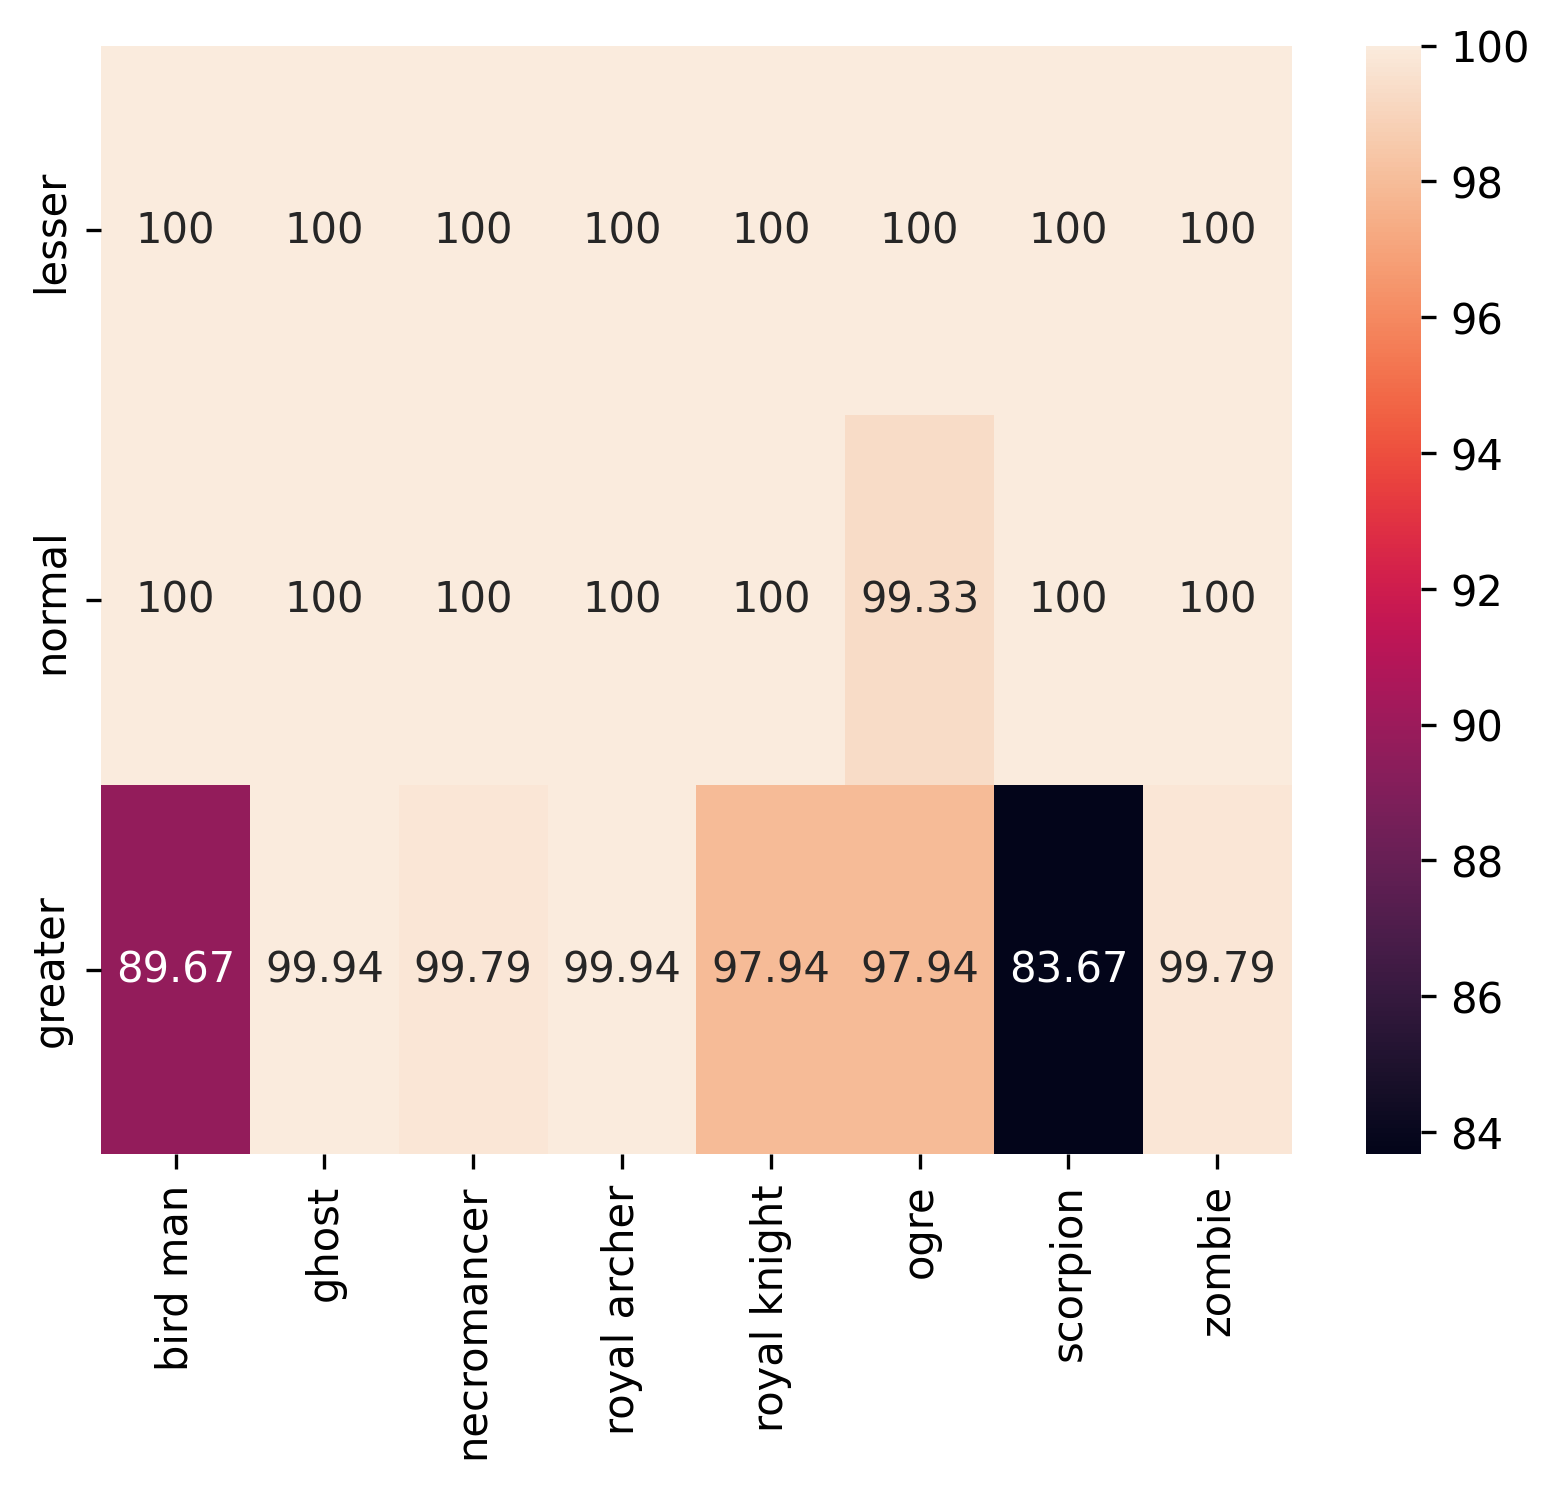 100
98
96
94
92
90
88
86
84
lesser
100 100 100 100 100 100 100 100
normal
100 100 100 100 100 99.33 100 100
greater
89.67 99.94 99.79 99.94 97.94 97.94 83.67 99.79
bird man
ghost
necromancer
royal archer
royal knight
ogre
scorpion
zombie